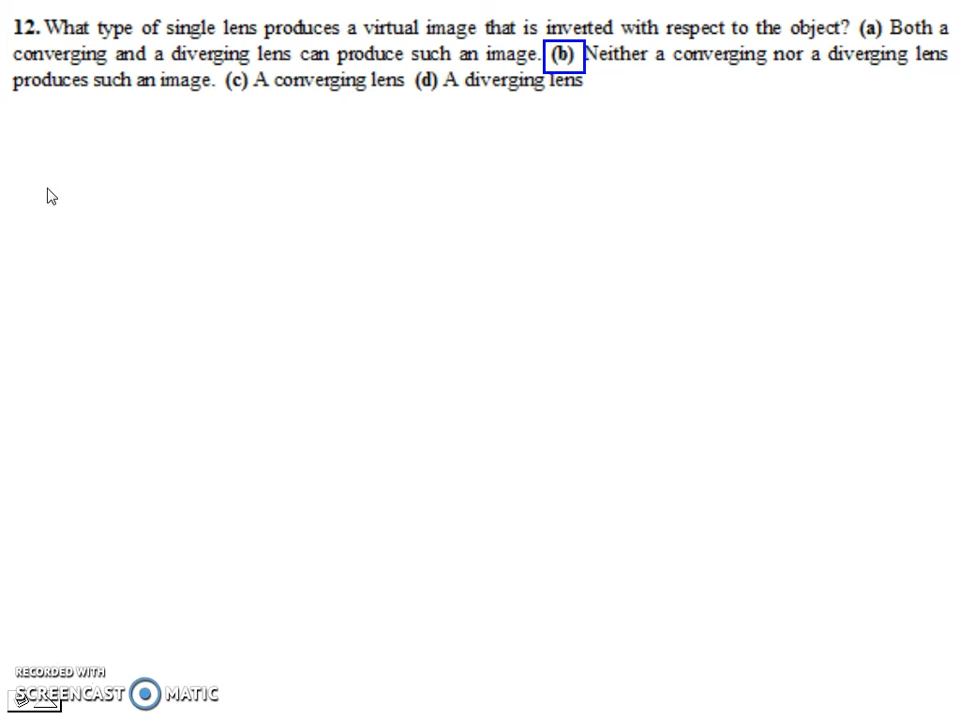 12. What type of single lens produces a virtual image that is inverted with respect to the object? (a) Both a
converging and a diverging lens can produce such an image. (b) Neither a converging nor a diverging lens
produces such an image. (c) A converging lens (d) A diverging lens
RECORDED WITH
SCREENCAST MATIC